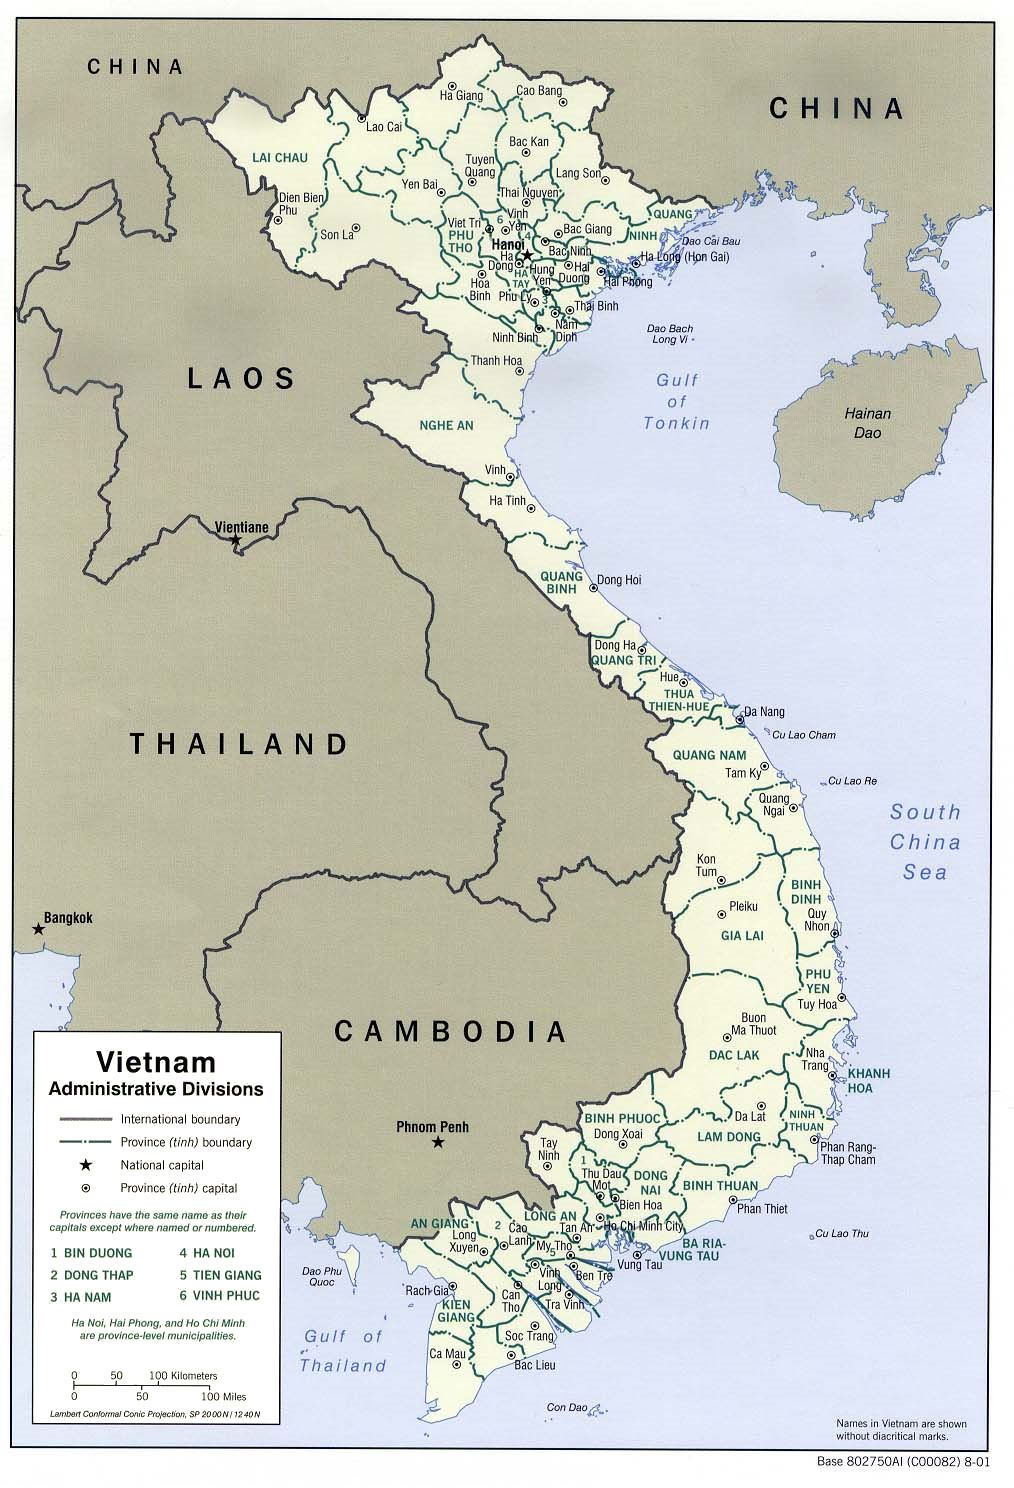 CHINA
CHINA
Ha Giang
Cao Bang
Lao Cai
LAI CHAU
Bac Kan
Tuyen
Quang
Lang Son
Yen Bai
Thai Nguyen
Dien Bien
Phu
Son La
Viet Tri
PHU
THO
6
Vinh
Yen
4
Bac Giang
QUANG
NINH
Dao Cai Bau
Hanoi
Bac Ninh
Ha Long (Hon Gai)
Ha
Dong
HA
TAY
Hung
Yen
Hai
Duong
Hai Phong
Hoa
Binh
Phu Ly
3
Thai Binh
Nam
Dinh
Ninh Binh
Dao Bach
Long Vi
Thanh Hoa
LAOS
Gulf
of
Tonkin
Hainan
Dao
NGHE AN
Vinh
Ha Tinh
Vientiane
QUANG
BINH
Dong Hoi
Dong Ha
QUANG TRI
Hue
THUA
THIEN-HUE
Da Nang
Cu Lao Cham
THAILAND
QUANG NAM
Tam Ky
Cu Lao Re
Quang
Ngai
South
China
Sea
Kon
Tum
BINH
DINH
Pleiku
Quy
Nhon
GIA LAI
Bangkok
PHU
YEN
Tuy Hoa
Buon
Ma Thuot
CAMBODIA
DAC LAK
Nha
Trang
KHANH
HOA
Phnom Penh
BINH PHUOC
Dong Xoai
Da Lat
NINH
THUAN
LAM DONG
Phan Rang-
Thap Cham
Tay
Ninh
1
Thu Dau
Mot
DONG
NAI
BINH THUAN
Bien Hoa
Phan Thiet
AN GIANG
2
LONG AN
Cao
Lanh
Tan An
Ho Chi Minh City
Long
Xuyen
My Tho
5
BA RIA-
VUNG TAU
Vung Tau
Cu Lao Thu
Dao Phu
Quoc
Rach Gia
Vinh
Long
Ben Tre
Can
Tho
Tra Vinh
KIEN
GIANG
Soc Trang
Gulf of
Thailand
Ca Mau
Bac Lieu
Con Dao
Vietnam
Administrative Divisions
International boundary
Province (tinh) boundary
National capital
Province (tinh) capital
Provinces have the same name as their
capitals except where named or numbered.
1 BIN DUONG
4 HA NOI
2 DONG THAP
5 TIEN GIANG
3 HA NAM
6 VINH PHUC
Ha Noi, Hai Phong, and Ho Chi Minh
are province-level municipalities.
0 50 100 Kilometers
0 50 100 Miles
Lambert Conformal Conic Projection, SP 20 00 N / 12 40 N
Names in Vietnam are shown
without diacritical marks.
Base 802750AI (C00082) 8-01